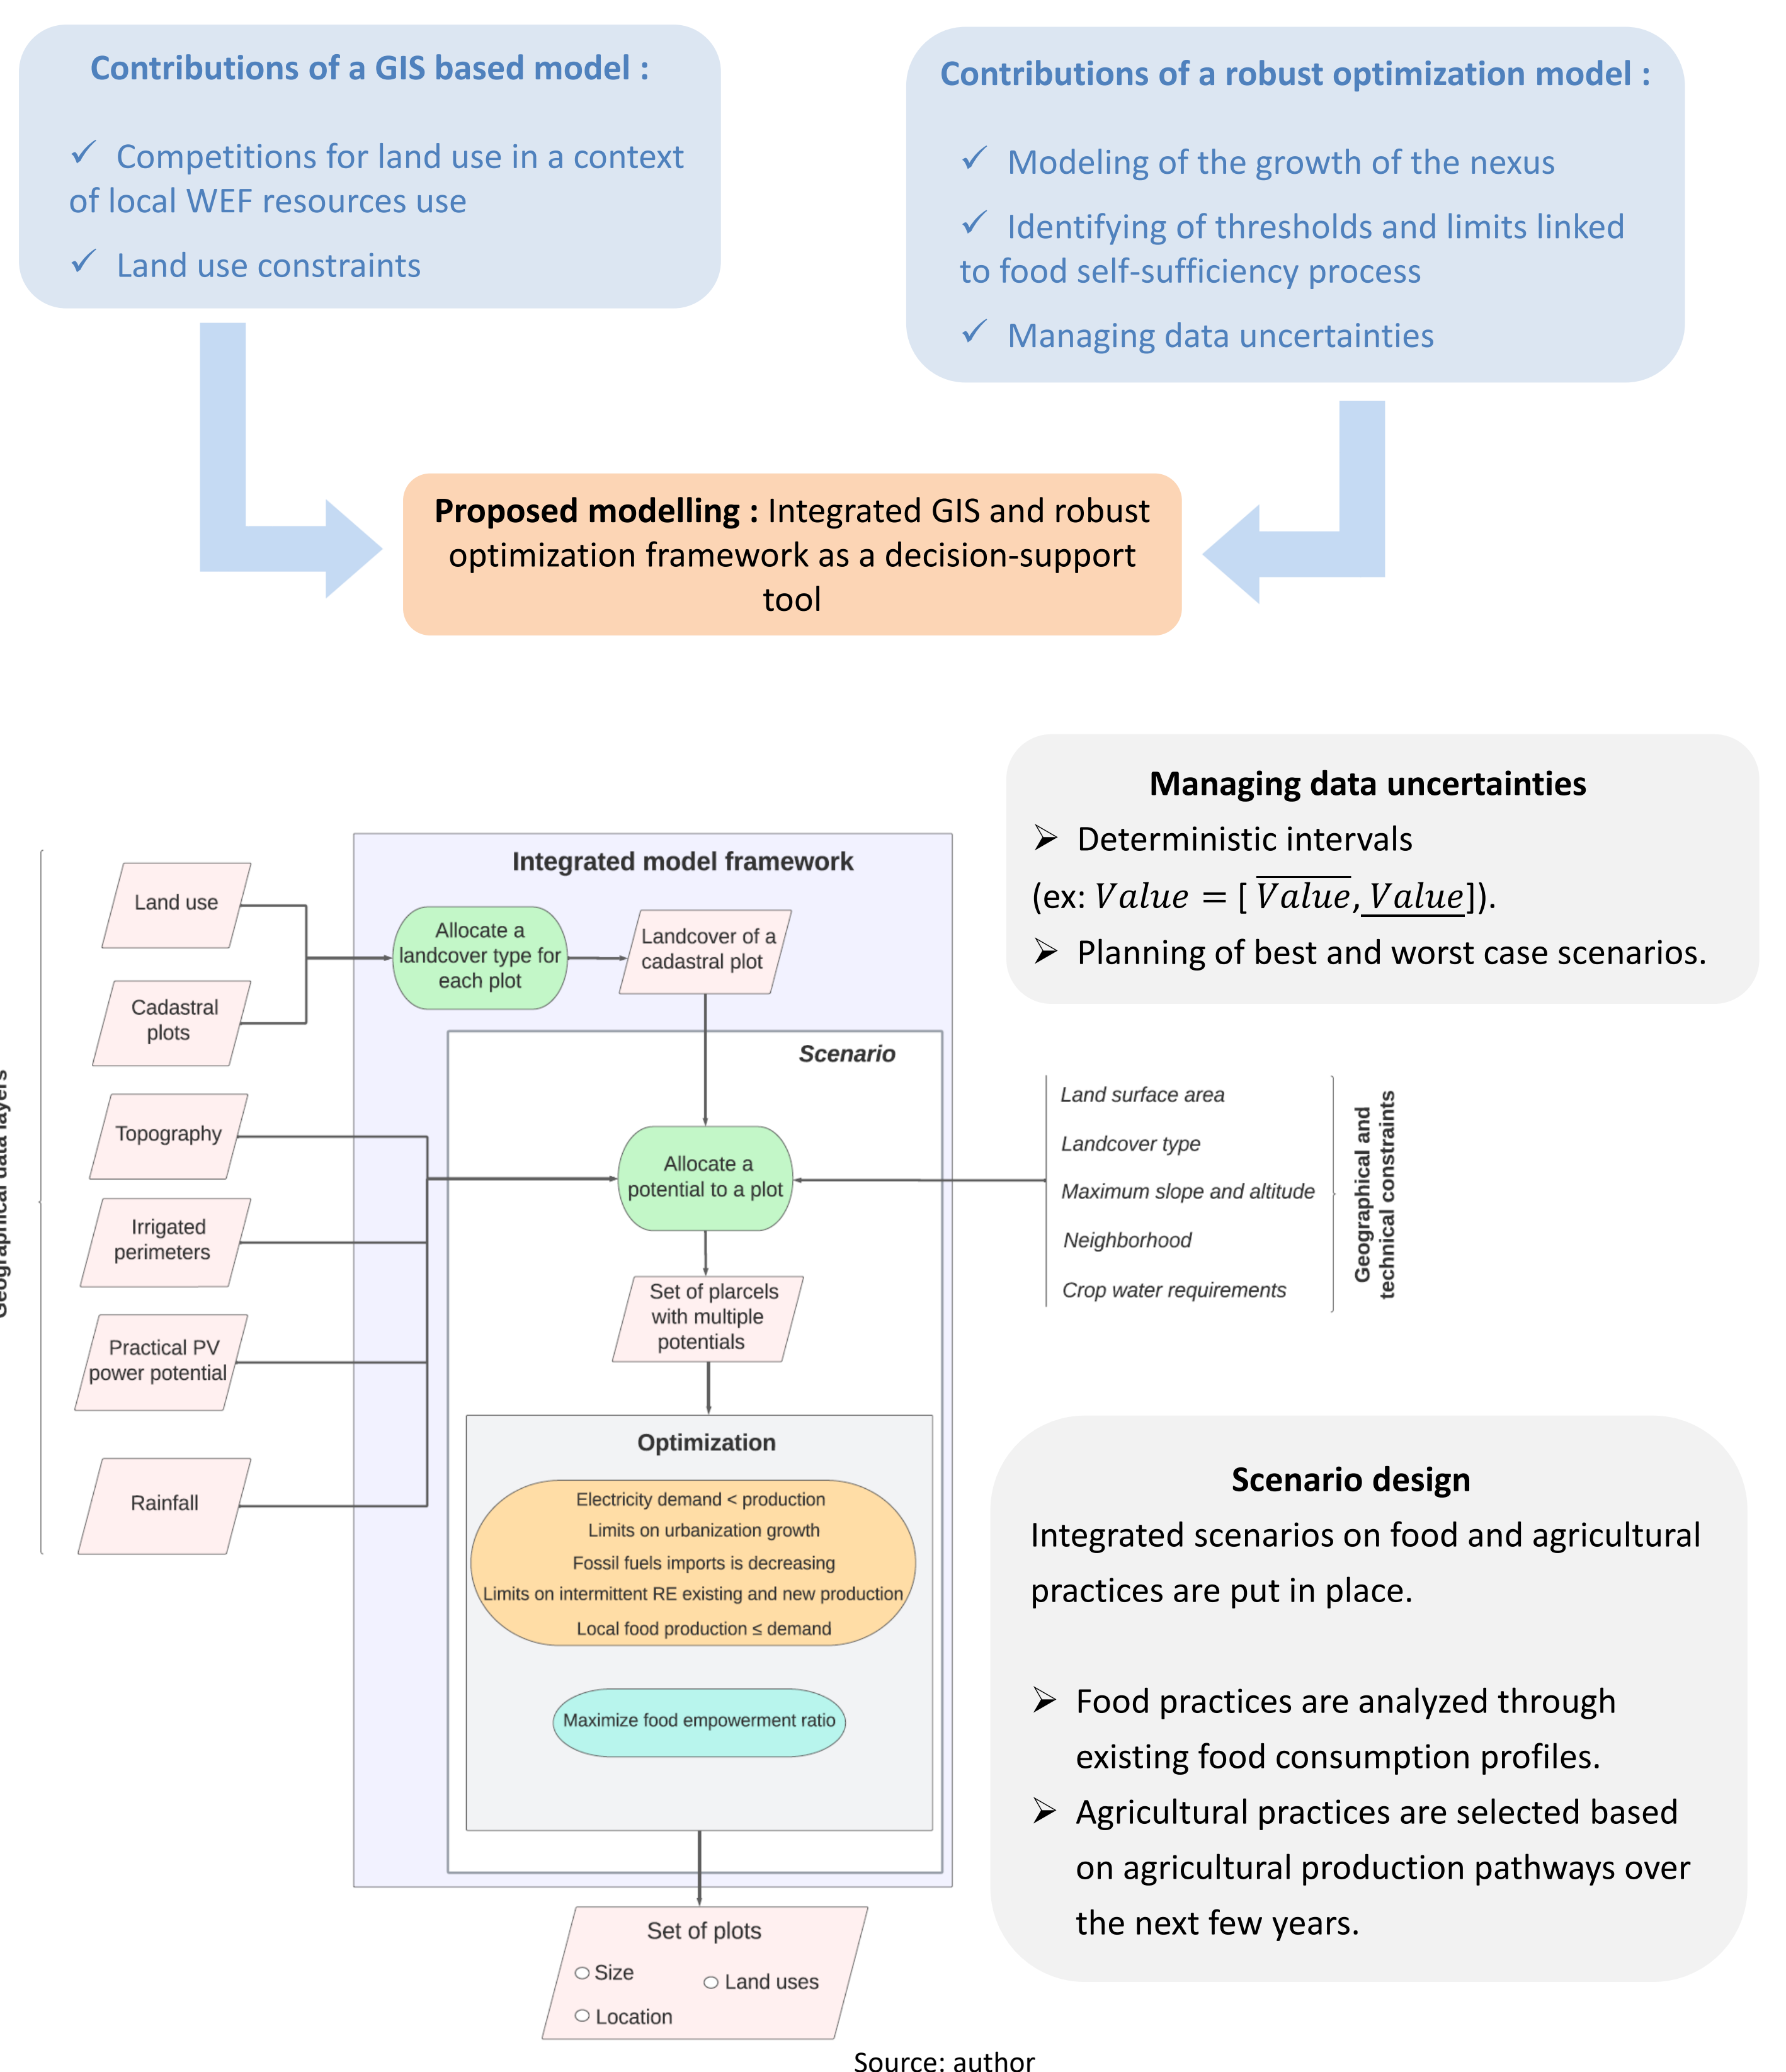 Contributions of a GIS based model :
✓ Competitions for land use in a context
of local WEF resources use
✓ Land use constraints
Contributions of a robust optimization model :
✓ Modeling of the growth of the nexus
✓ Identifying of thresholds and limits linked
to food self-sufficiency process
✓ Managing data uncertainties
Proposed modelling : Integrated GIS and robust
optimization framework as a decision-support
tool
Managing data uncertainties
➢ Deterministic intervals
(ex: Value = [ V̅a̅l̅u̅e̅, V̲a̲l̲u̲e̲]).
➢ Planning of best and worst case scenarios.
data layers
Land use
Cadastral
plots
Topography
Irrigated
perimeters
Practical PV
power potential
Rainfall
Integrated model framework
Allocate a
landcover type for
each plot
Landcover of a
cadastral plot
Scenario
Allocate a
potential to a plot
Set of plarcels
with multiple
potentials
Land surface area
Landcover type
Maximum slope and altitude
Neighborhood
Crop water requirements
Geographical and
technical constraints
Optimization
Electricity demand < production
Limits on urbanization growth
Fossil fuels imports is decreasing
Limits on intermittent RE existing and new production
Local food production ≤ demand
Maximize food empowerment ratio
Set of plots
Size
Land uses
Location
Scenario design
Integrated scenarios on food and agricultural
practices are put in place.
➢ Food practices are analyzed through
existing food consumption profiles.
➢ Agricultural practices are selected based
on agricultural production pathways over
the next few years.
Source: author